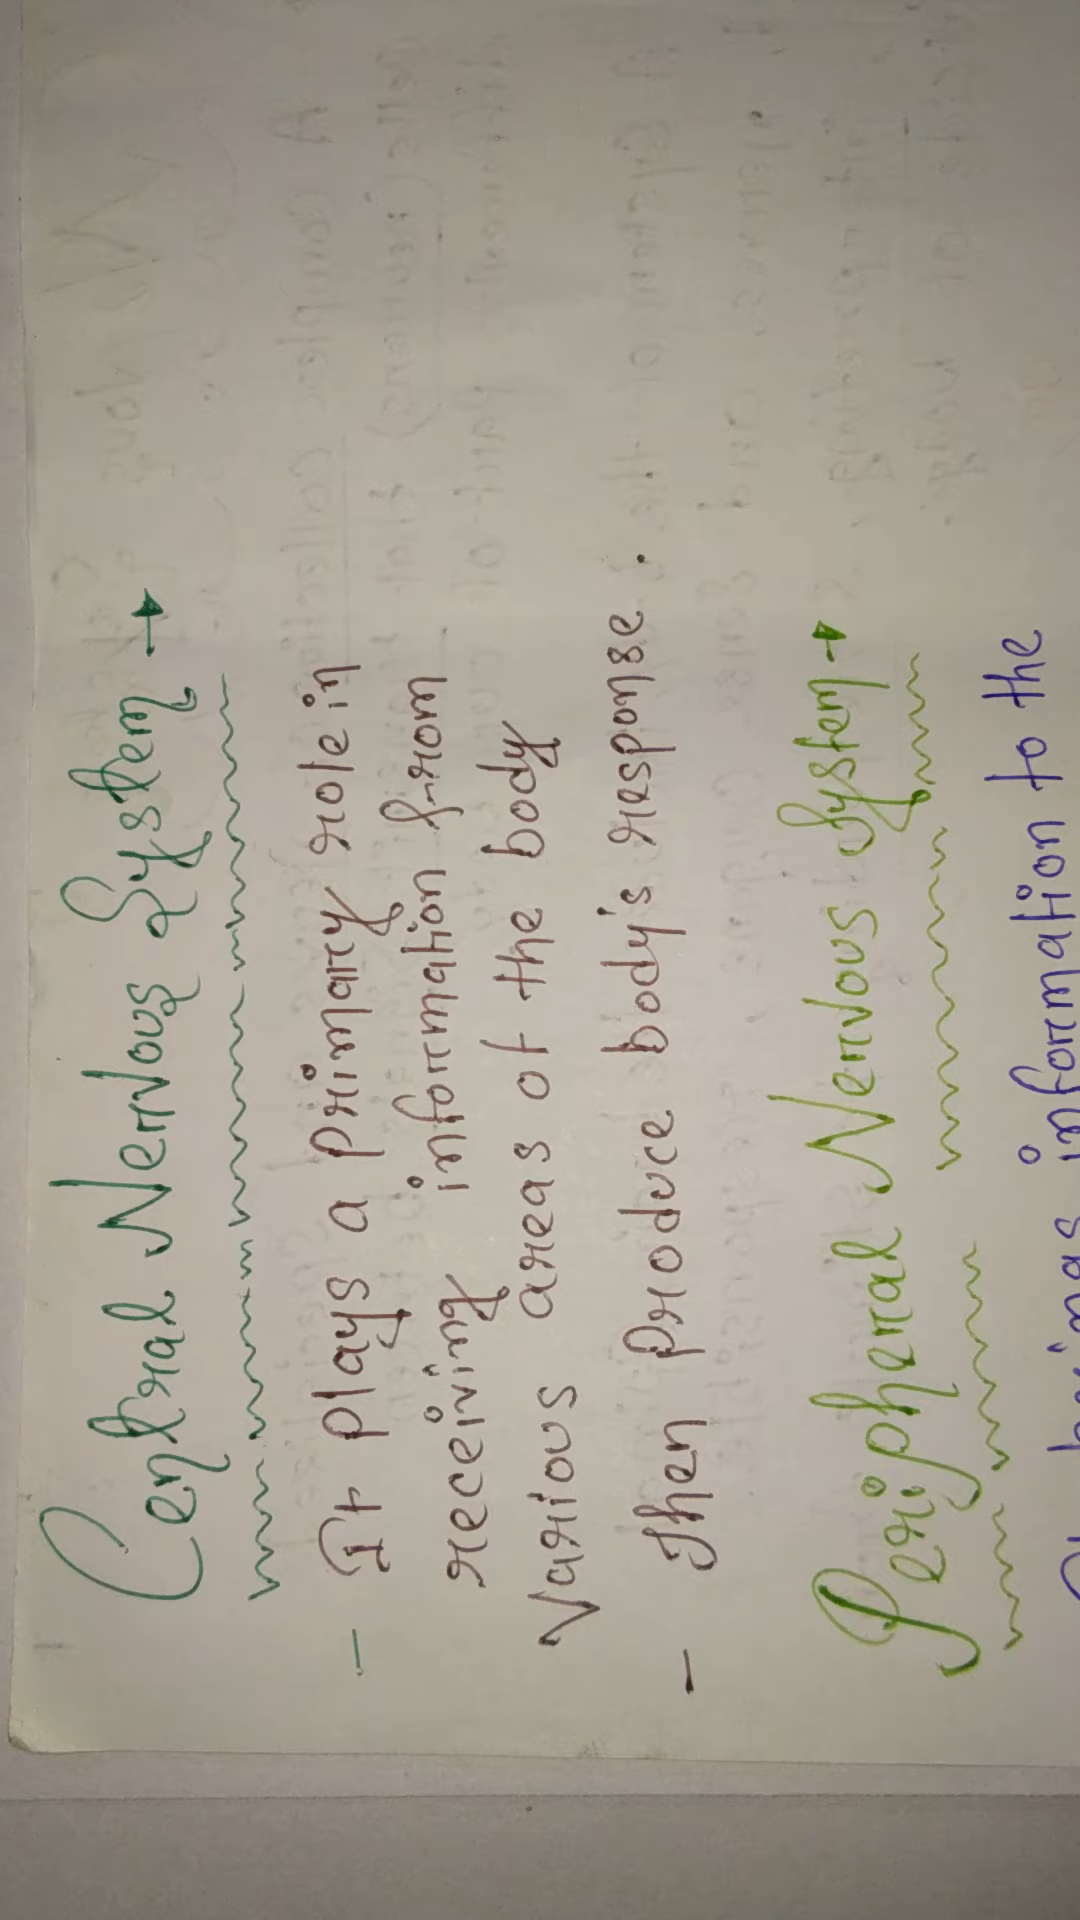 Central Nervous System →
- It plays a primary role in
receiving information from
various areas of the body
- Then produce body's response.
Peripheral Nervous System →
information to the